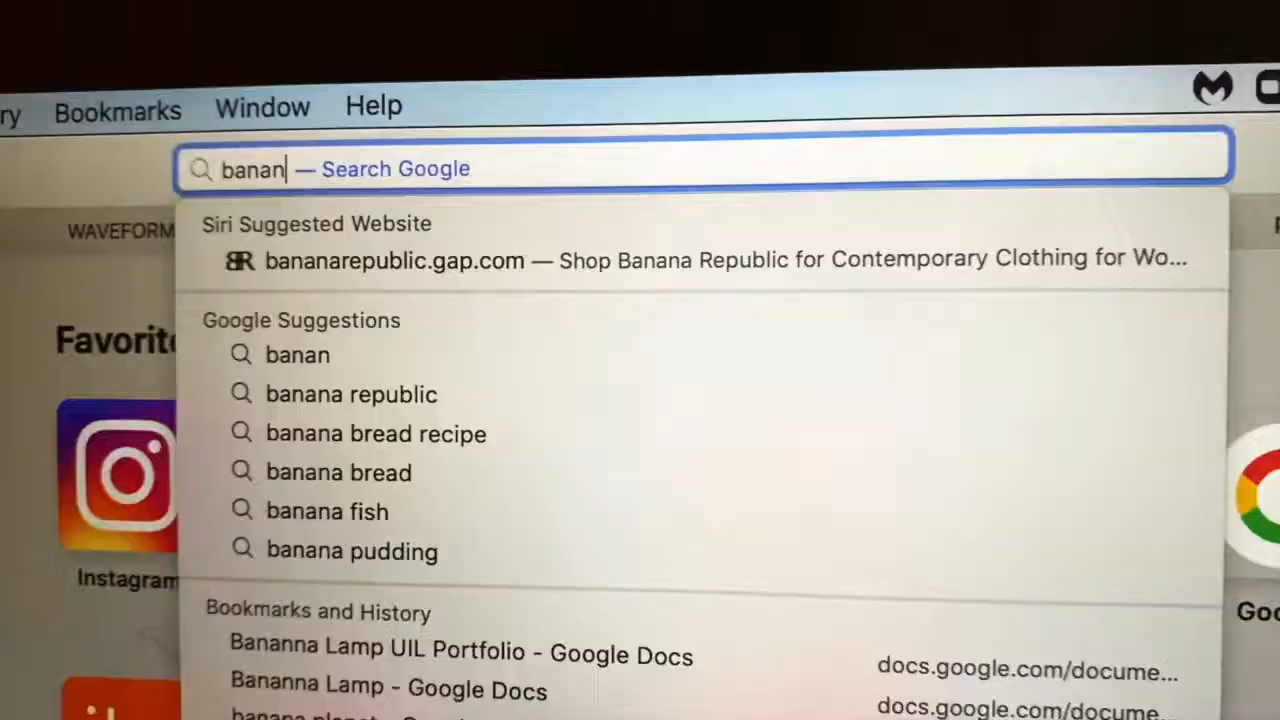 Bookmarks Window Help
banan — Search Google
WAVEFORM
Siri Suggested Website
BR bananarepublic.gap.com — Shop Banana Republic for Contemporary Clothing for Wo...
Google Suggestions
banan
Favorit
banana republic
banana bread recipe
banana bread
banana fish
banana pudding
Instagram
Bookmarks and History
Goo
Bananna Lamp UIL Portfolio - Google Docs docs.google.com/docume...
Bananna Lamp - Google Docs docs.google.com/docume...
banana planet